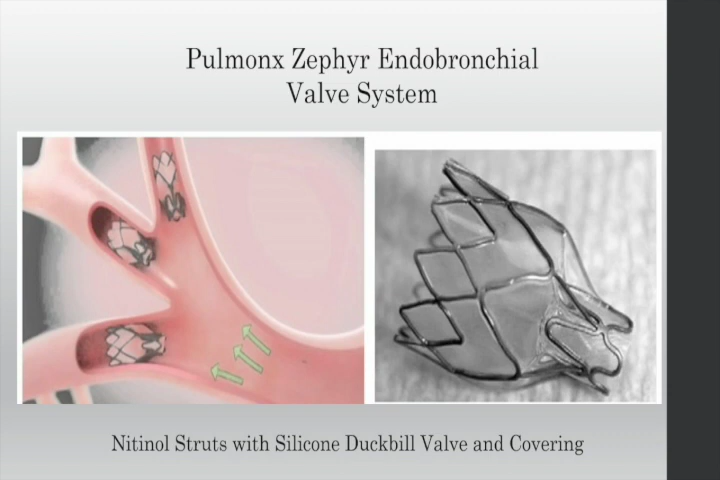 Pulmonx Zephyr Endobronchial
Valve System
Nitinol Struts with Silicone Duckbill Valve and Covering